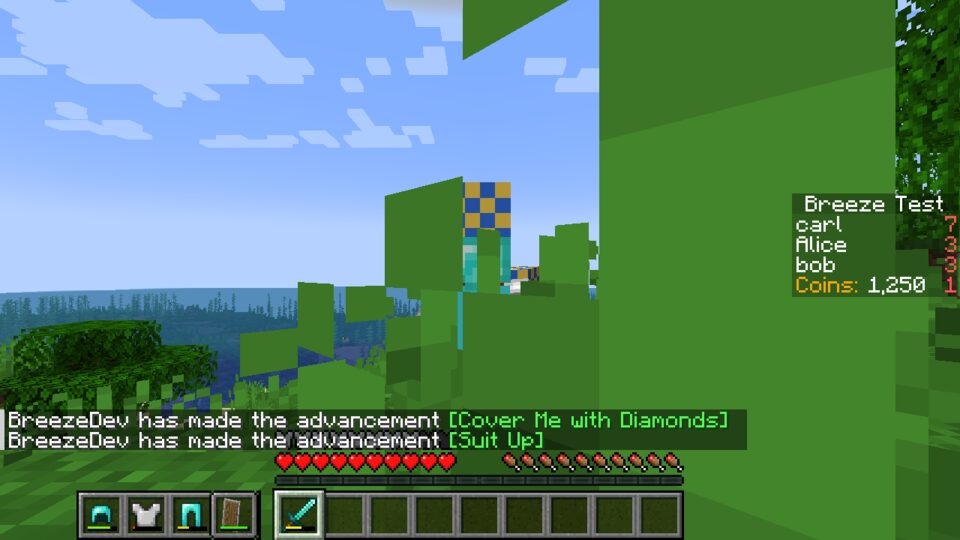 Breeze Test
carl 7
Alice 3
bob 3
Coins: 1,250 1
BreezeDev has made the advancement [Cover Me with Diamonds]
BreezeDev has made the advancement [Suit Up]